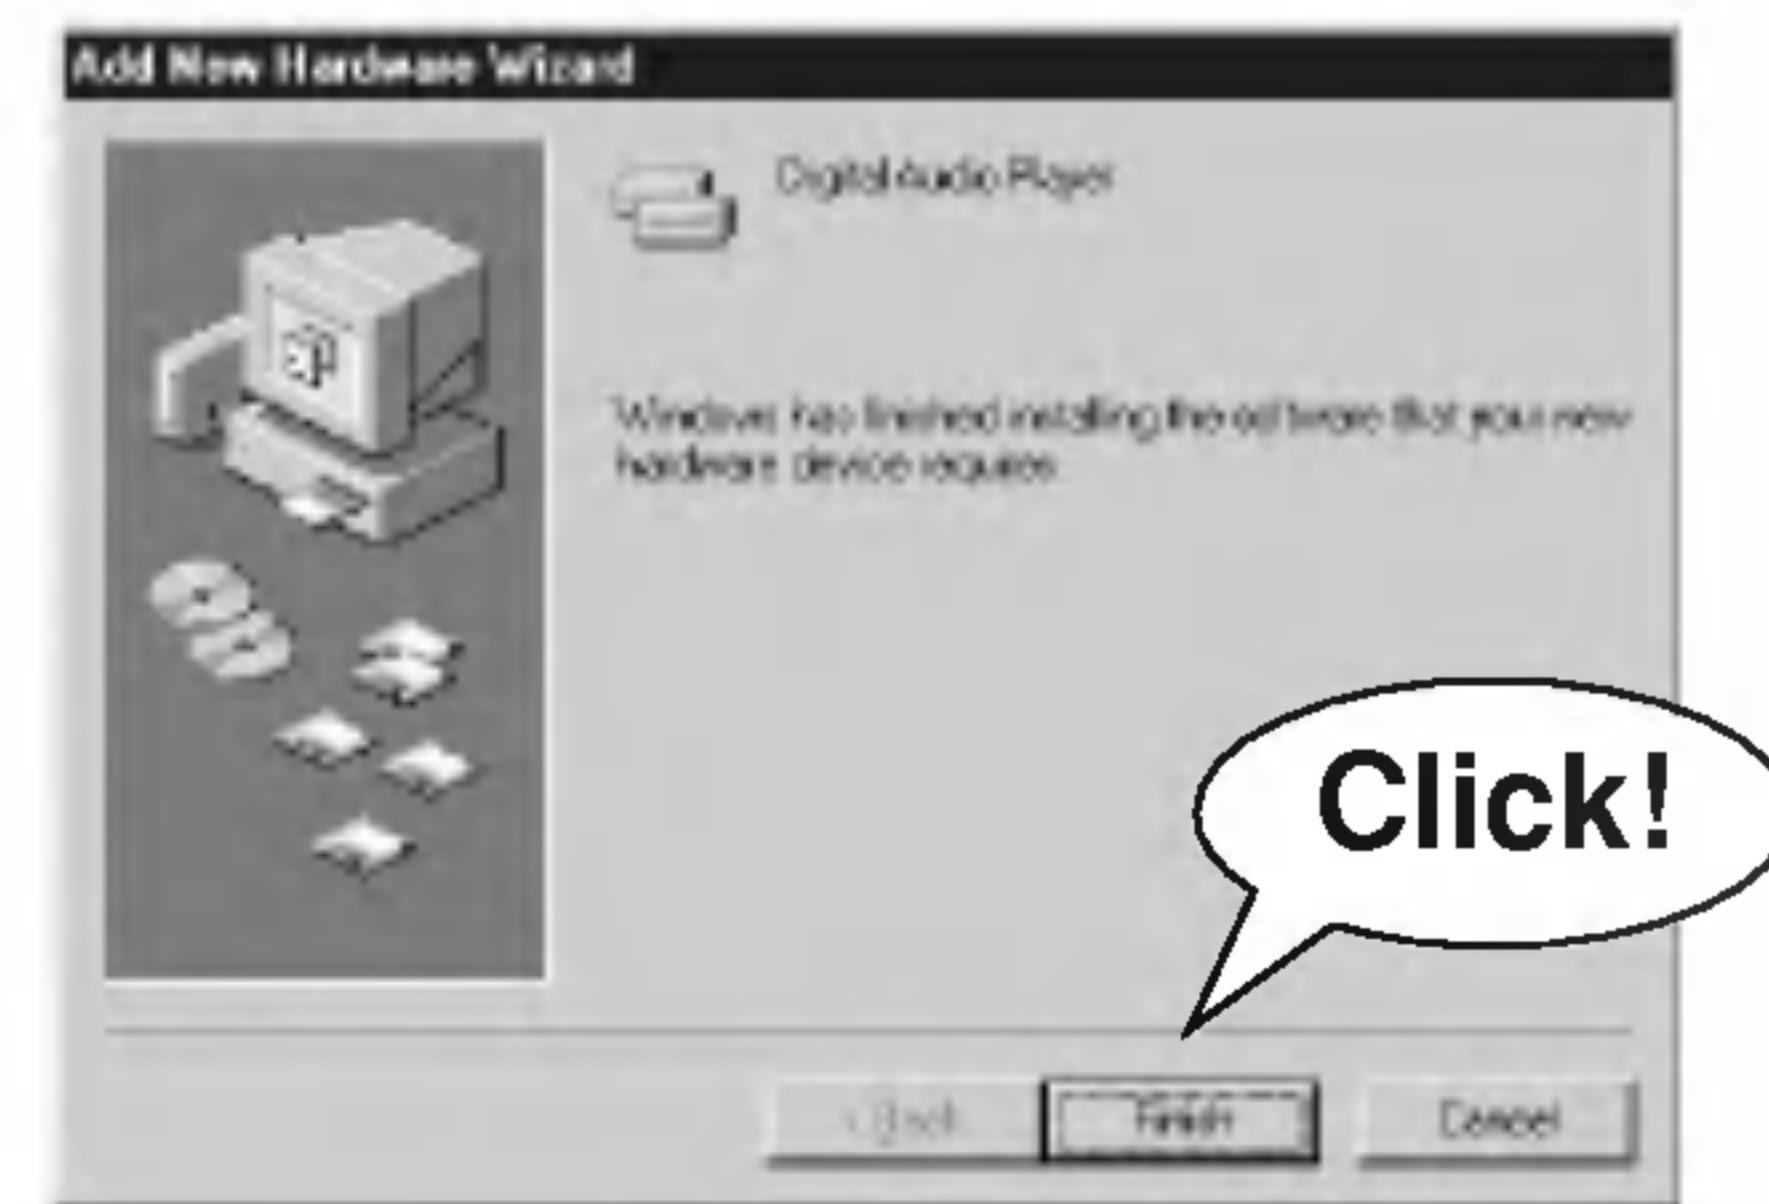 Add New Hardware Wizard
Digital Audio Player
Windows has finished installing the software that your new
hardware device requires.
Click!
< Back
Finish
Cancel